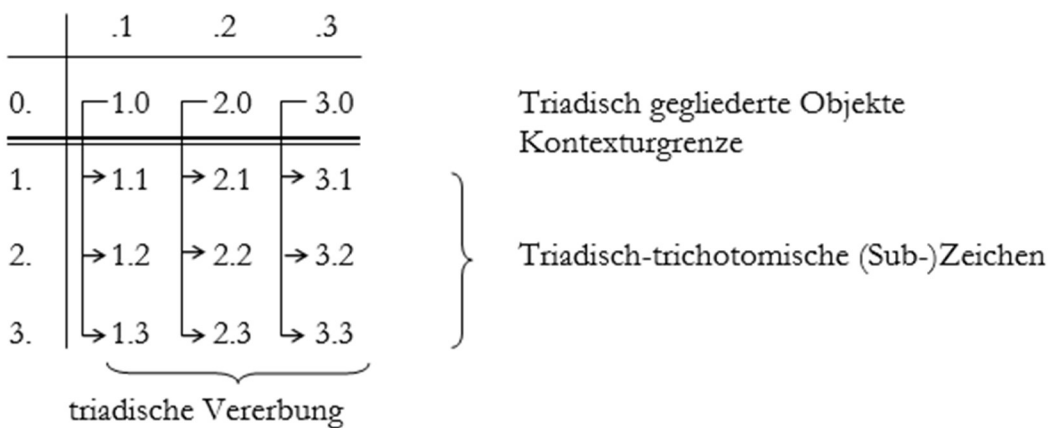 .1 .2 .3
0. 1.0 2.0 3.0 Triadisch gegliederte Objekte
Kontexturgrenze
1. 1.1 2.1 3.1
2. 1.2 2.2 3.2 Triadisch-trichotomische (Sub-)Zeichen
3. 1.3 2.3 3.3
triadische Vererbung